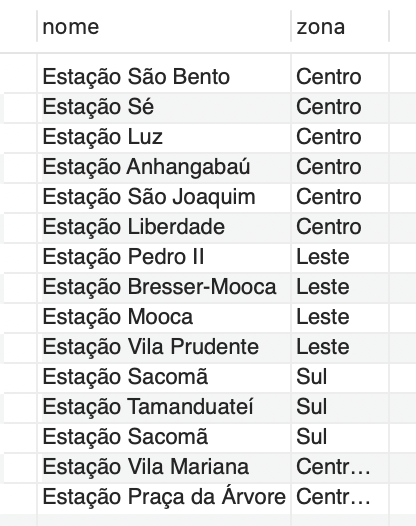 nome zona
Estação São Bento Centro
Estação Sé Centro
Estação Luz Centro
Estação Anhangabaú Centro
Estação São Joaquim Centro
Estação Liberdade Centro
Estação Pedro II Leste
Estação Bresser-Mooca Leste
Estação Mooca Leste
Estação Vila Prudente Leste
Estação Sacomã Sul
Estação Tamanduateí Sul
Estação Sacomã Sul
Estação Vila Mariana Centr…
Estação Praça da Árvore Centr…